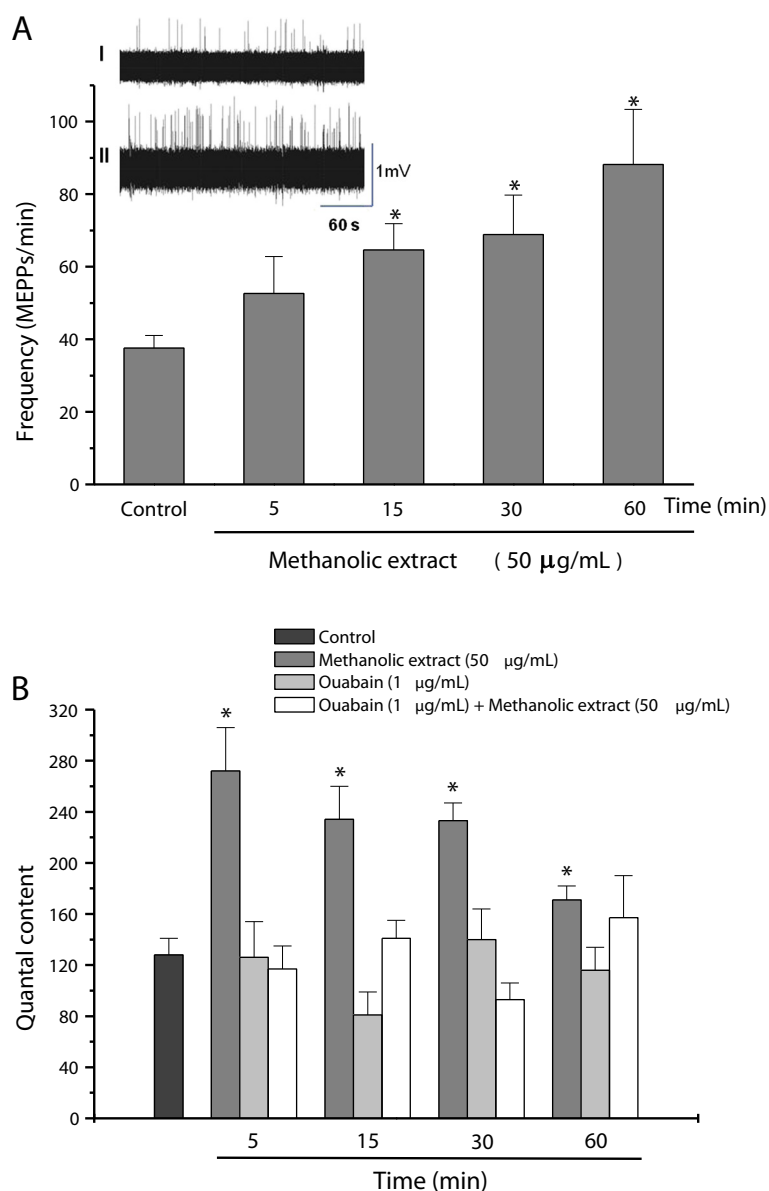 A
I
II
1mV
60 s
Frequency (MEPPs/min)
100
80
60
40
20
0
*
*
*
Control 5 15 30 60 Time (min)
Methanolic extract ( 50 μg/mL )
Control
Methanolic extract (50 μg/mL)
Ouabain (1 μg/mL)
Ouabain (1 μg/mL) + Methanolic extract (50 μg/mL)
B
Quantal content
320
280
240
200
160
120
80
40
0
*
*
*
*
5 15 30 60
Time (min)